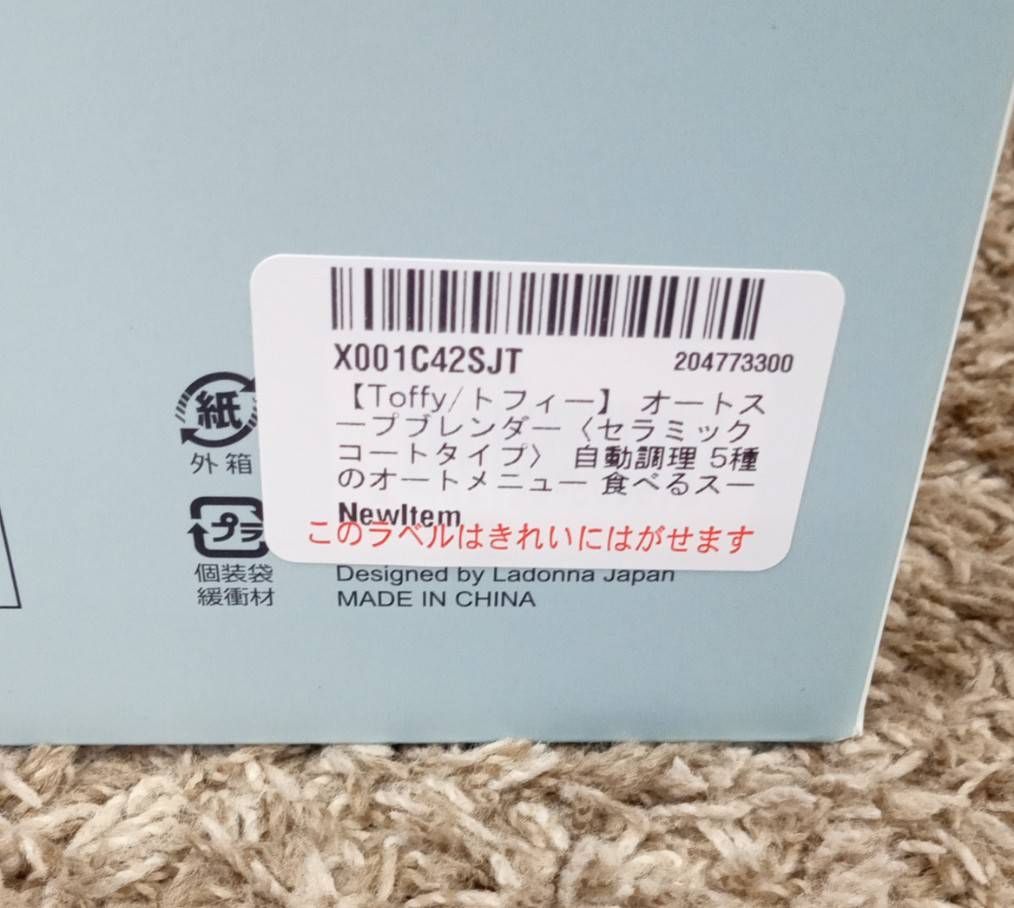 X001C42SJT 204773300
【Toffy/トフィー】 オートス
ープブレンダー〈セラミック
コートタイプ〉 自動調理 5種
のオートメニュー 食べるスー
NewItem
このラベルはきれいにはがせます
紙
外箱
プラ
個装袋
緩衝材
Designed by Ladonna Japan
MADE IN CHINA